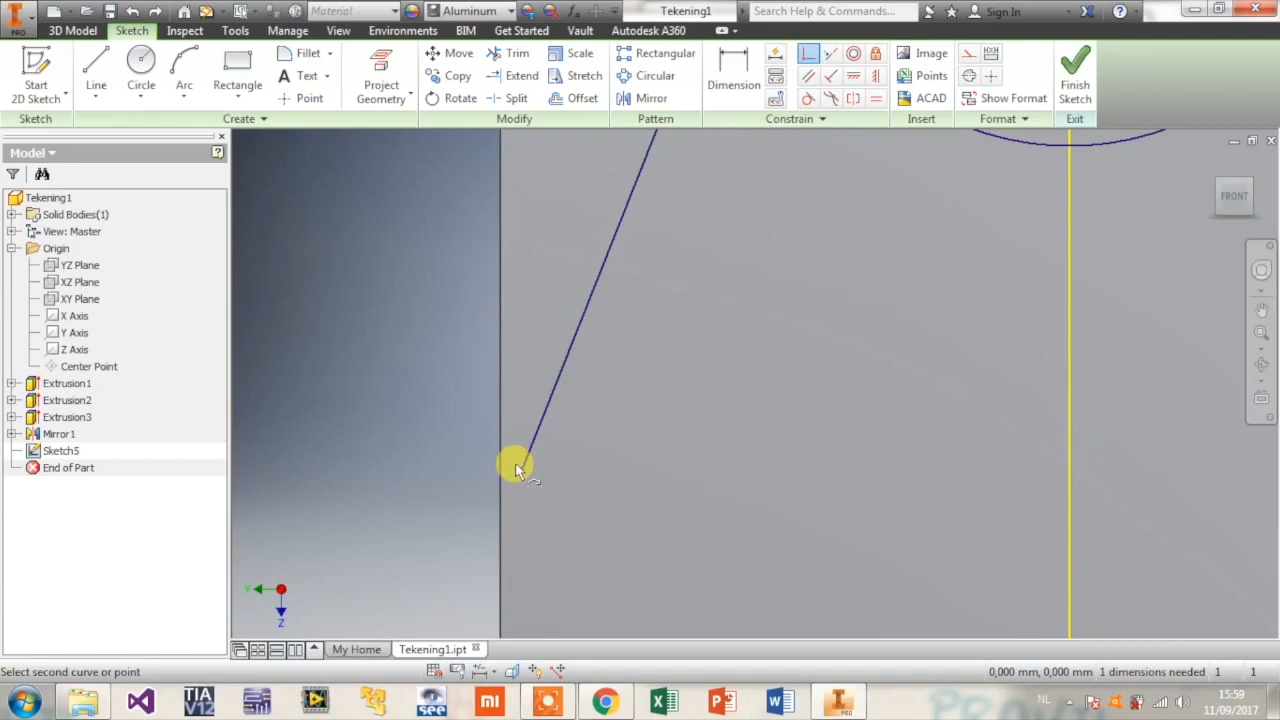 Material Aluminum Tekening1 Search Help & Commands... Sign In
PRO 3D Model Sketch Inspect Tools Manage View Environments BIM Get Started Vault Autodesk A360
Start 2D Sketch Line Circle Arc Rectangle Fillet Text Point Project Geometry Move Copy Rotate Trim Extend Split Scale Stretch Offset Rectangular Circular Mirror Dimension Image Points ACAD Show Format Finish Sketch
Sketch Create Modify Pattern Constrain Insert Format Exit
Model
Tekening1
Solid Bodies(1)
View: Master
Origin
YZ Plane
XZ Plane
XY Plane
X Axis
Y Axis
Z Axis
Center Point
Extrusion1
Extrusion2
Extrusion3
Mirror1
Sketch5
End of Part
FRONT
Y
Z
My Home Tekening1.ipt
Select second curve or point 0,000 mm, 0,000 mm 1 dimensions needed 1 1
TIA V12 see mi PRO NL 15:59
11/09/2017